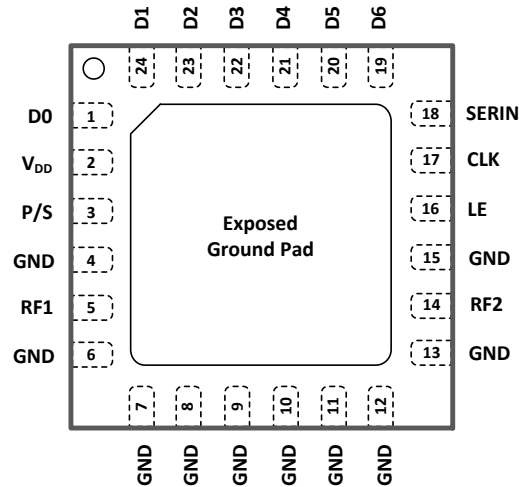 D1 D2 D3 D4 D5 D6
24 23 22 21 20 19
D0 1
18 SERIN
VDD 2
17 CLK
P/S 3
16 LE
GND 4
15 GND
RF1 5
14 RF2
GND 6
13 GND
Exposed
Ground Pad
7 8 9 10 11 12
GND GND GND GND GND GND